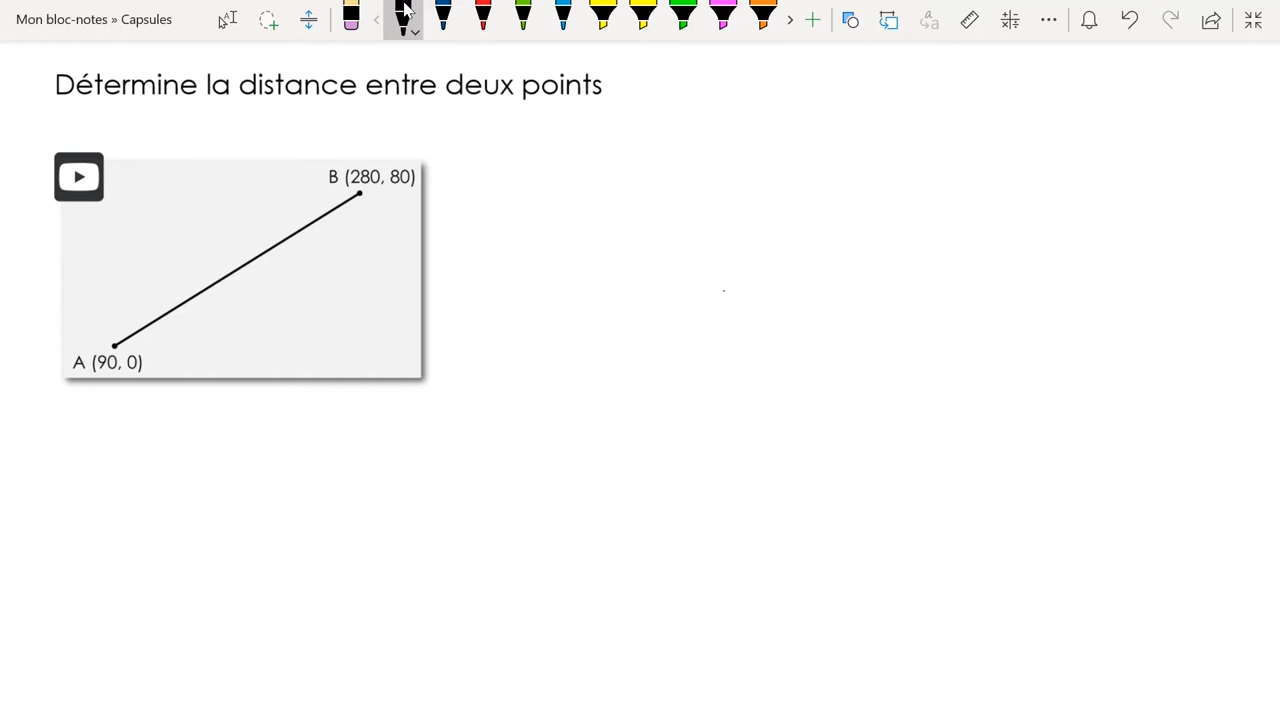 Mon bloc-notes » Capsules
Détermine la distance entre deux points
B (280, 80)
A (90, 0)